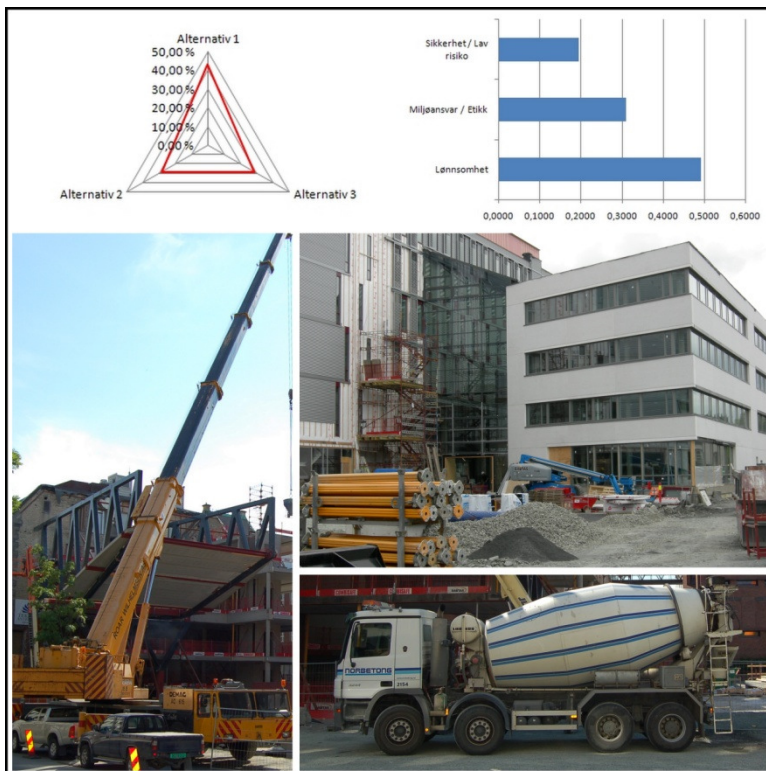 Alternativ 1
50,00 %
40,00 %
30,00 %
20,00 %
10,00 %
0,00 %
Alternativ 2
Alternativ 3
Sikkerhet / Lav
risiko
Miljøansvar / Etikk
Lønnsomhet
0,0000 0,1000 0,2000 0,3000 0,4000 0,5000 0,6000
DEMAG
NORBETONG